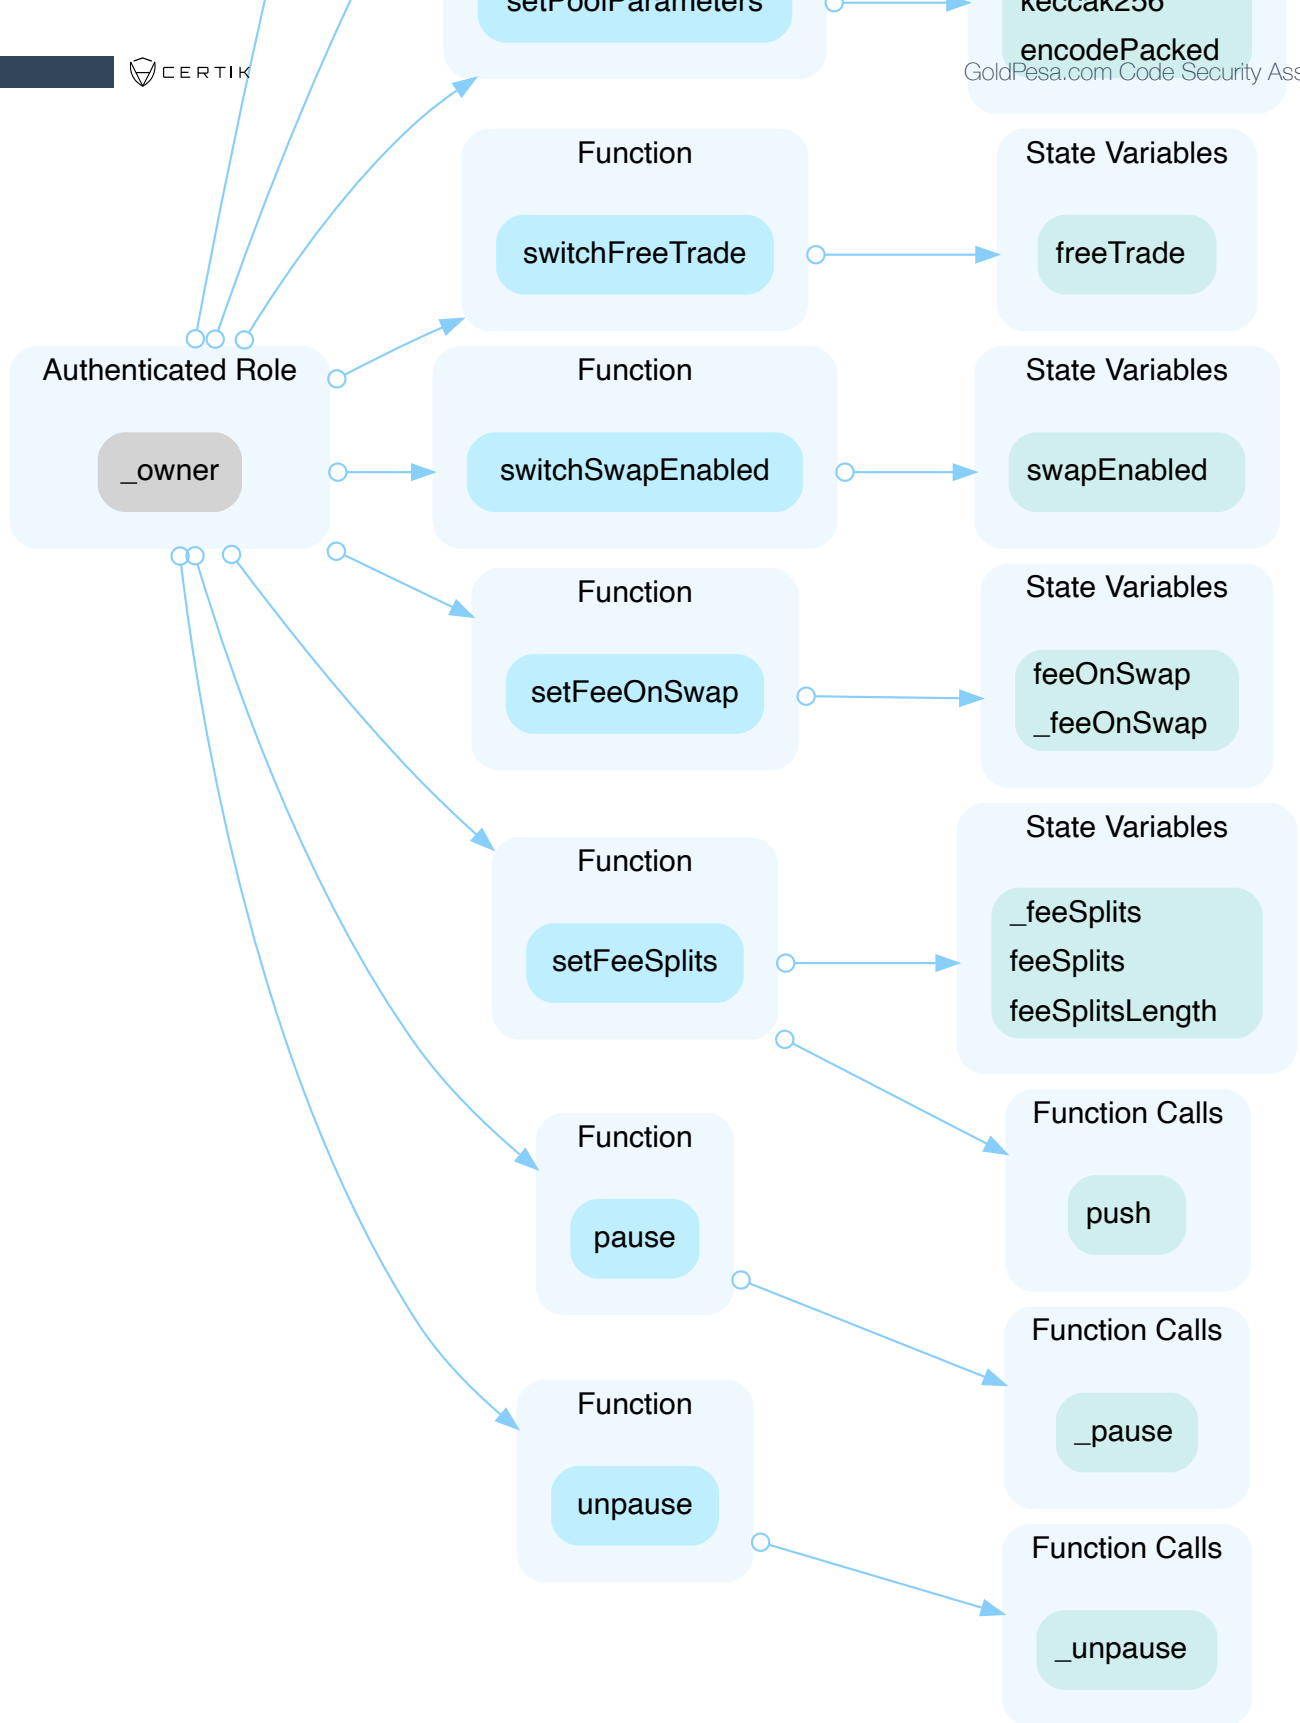 setPoolParameters
keccak256
encodePacked
CERTIK
GoldPesa.com Code Security
Function
State Variables
switchFreeTrade
freeTrade
Authenticated Role
Function
State Variables
_owner
switchSwapEnabled
swapEnabled
Function
State Variables
setFeeOnSwap
feeOnSwap
_feeOnSwap
Function
State Variables
setFeeSplits
_feeSplits
feeSplits
feeSplitsLength
Function
Function Calls
pause
push
Function
Function Calls
unpause
_pause
Function Calls
_unpause